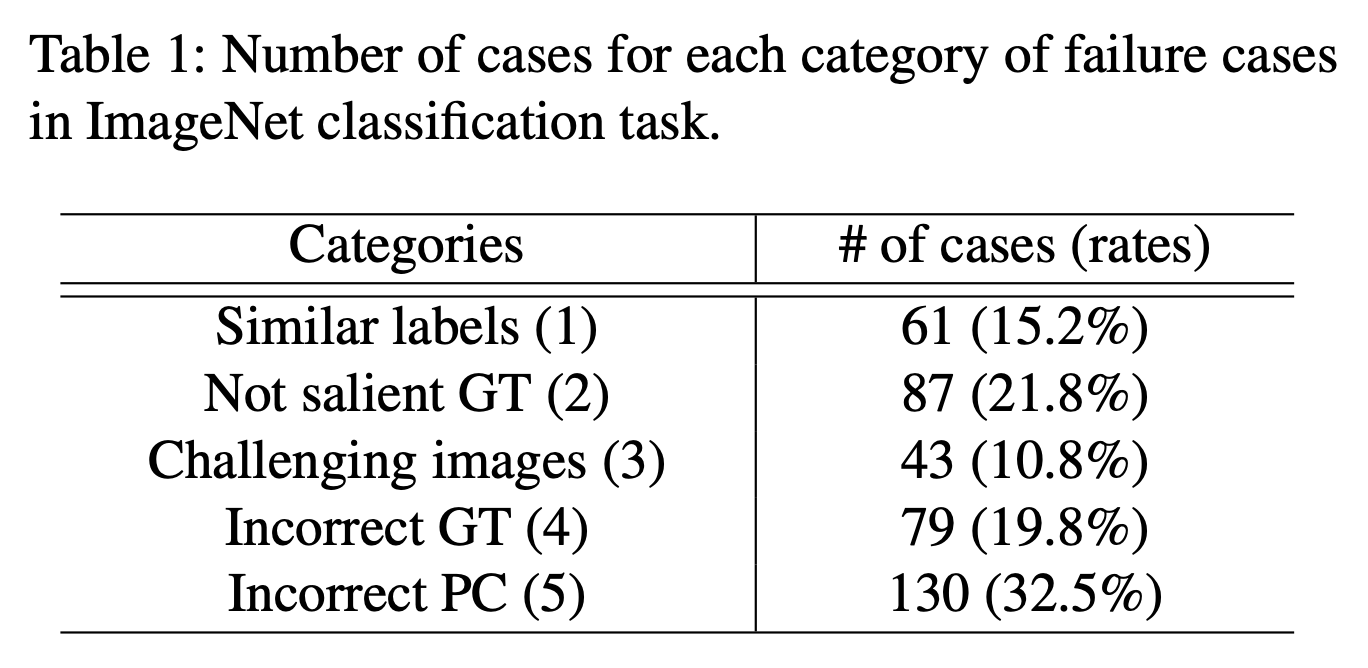 Table 1: Number of cases for each category of failure cases
in ImageNet classification task.
Categories # of cases (rates)
Similar labels (1) 61 (15.2%)
Not salient GT (2) 87 (21.8%)
Challenging images (3) 43 (10.8%)
Incorrect GT (4) 79 (19.8%)
Incorrect PC (5) 130 (32.5%)